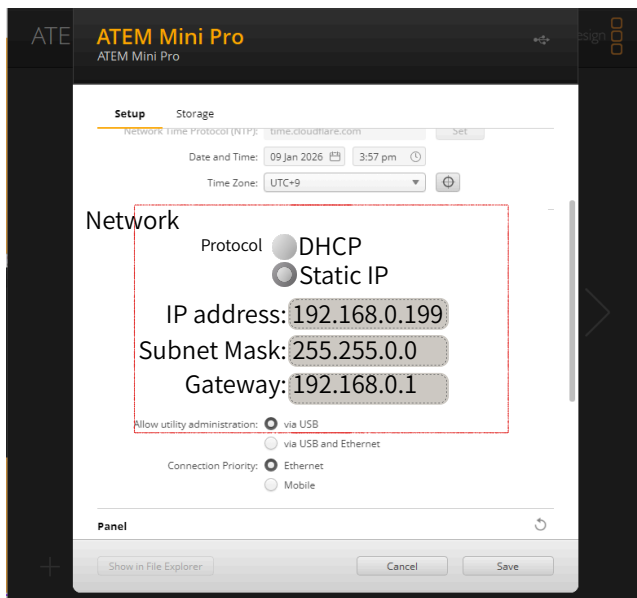 ATE
ATEM Mini Pro
ATEM Mini Pro
esign
Setup
Storage
Network Time Protocol (NTP): time.cloudflare.com Set
Date and Time: 09 Jan 2026 3:57 pm
Time Zone: UTC+9
Network
Protocol DHCP
Static IP
IP address: 192.168.0.199
Subnet Mask: 255.255.0.0
Gateway: 192.168.0.1
Allow utility administration: via USB
via USB and Ethernet
Connection Priority: Ethernet
Mobile
Panel
Show in File Explorer
Cancel
Save